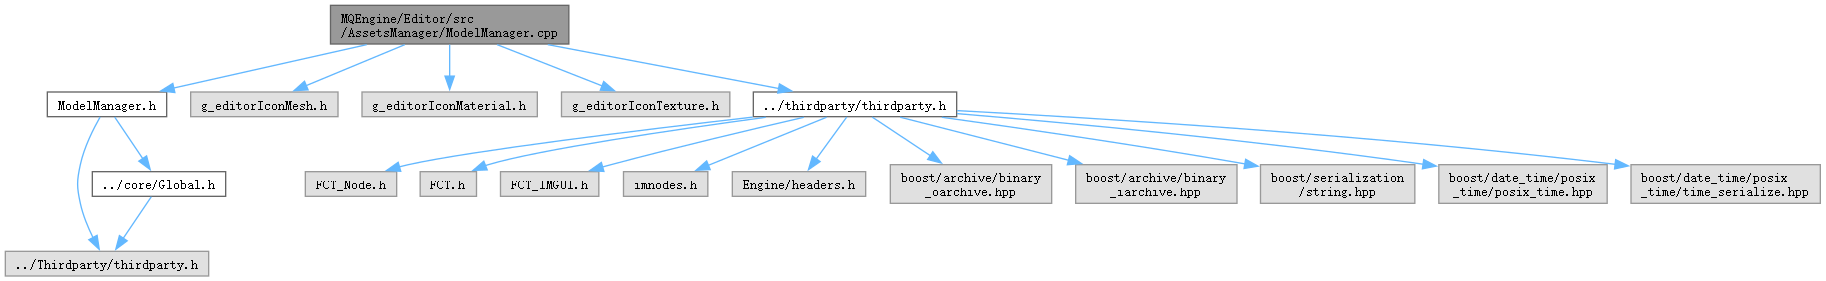 MQEngine/Editor/src
/AssetsManager/ModelManager.cpp
ModelManager.h
g_editorIconMesh.h
g_editorIconMaterial.h
g_editorIconTexture.h
../thirdparty/thirdparty.h
../core/Global.h
FCT_Node.h
FCT.h
FCT_IMGUI.h
imnodes.h
Engine/headers.h
boost/archive/binary
_oarchive.hpp
boost/archive/binary
_iarchive.hpp
boost/serialization
/string.hpp
boost/date_time/posix
_time/posix_time.hpp
boost/date_time/posix
_time/time_serialize.hpp
../Thirdparty/thirdparty.h